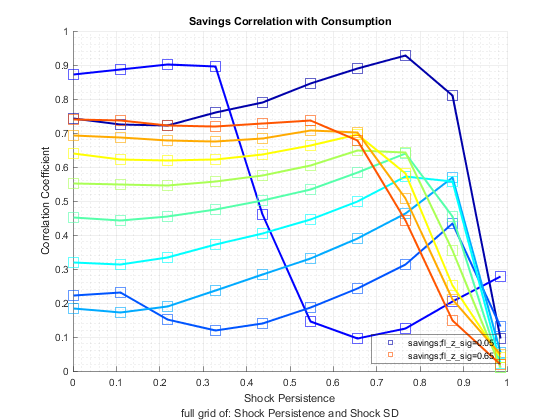 Savings Correlation with Consumption
Correlation Coefficient
1
0.9
0.8
0.7
0.6
0.5
0.4
0.3
0.2
0.1
0
0 0.1 0.2 0.3 0.4 0.5 0.6 0.7 0.8 0.9 1
savings;fl_z_sig=0.05
savings;fl_z_sig=0.65
Shock Persistence
full grid of: Shock Persistence and Shock SD